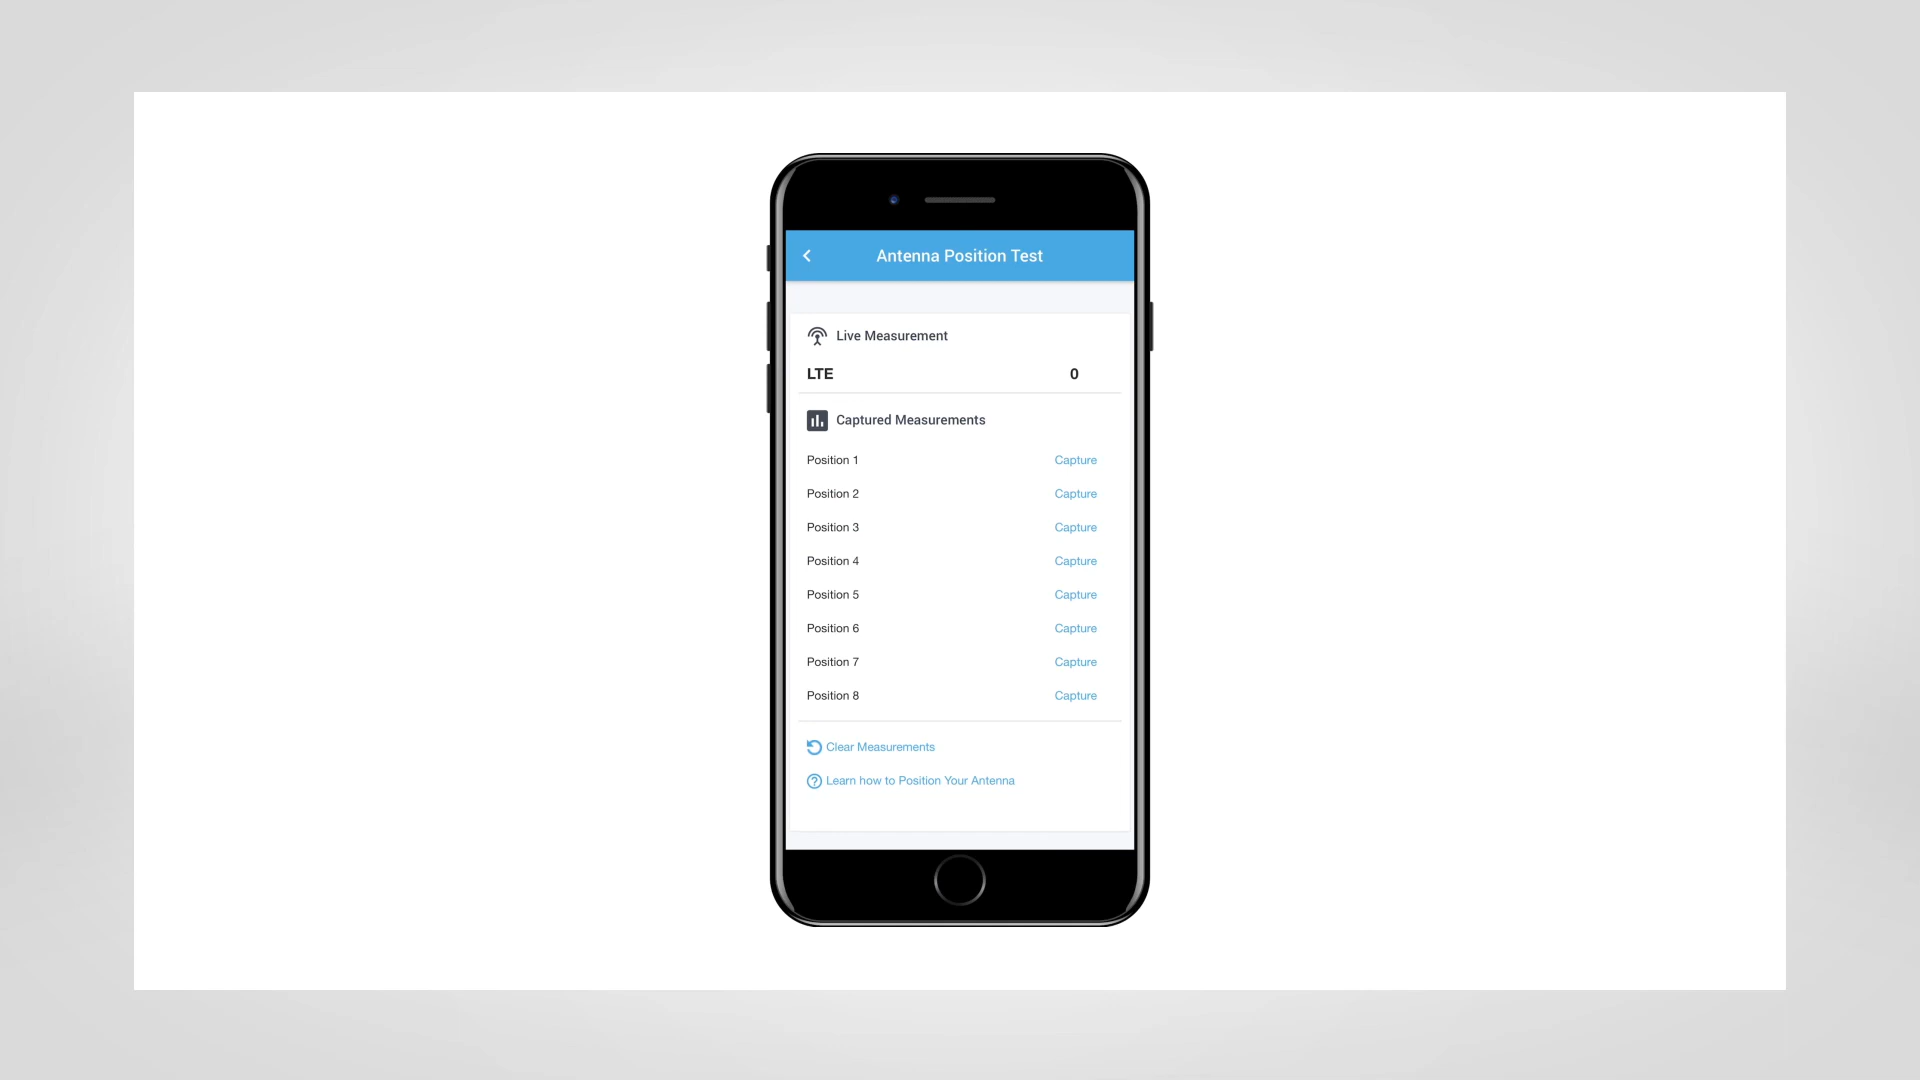 Antenna Position Test
Live Measurement
LTE 0
Captured Measurements
Position 1 Capture
Position 2 Capture
Position 3 Capture
Position 4 Capture
Position 5 Capture
Position 6 Capture
Position 7 Capture
Position 8 Capture
Clear Measurements
Learn how to Position Your Antenna